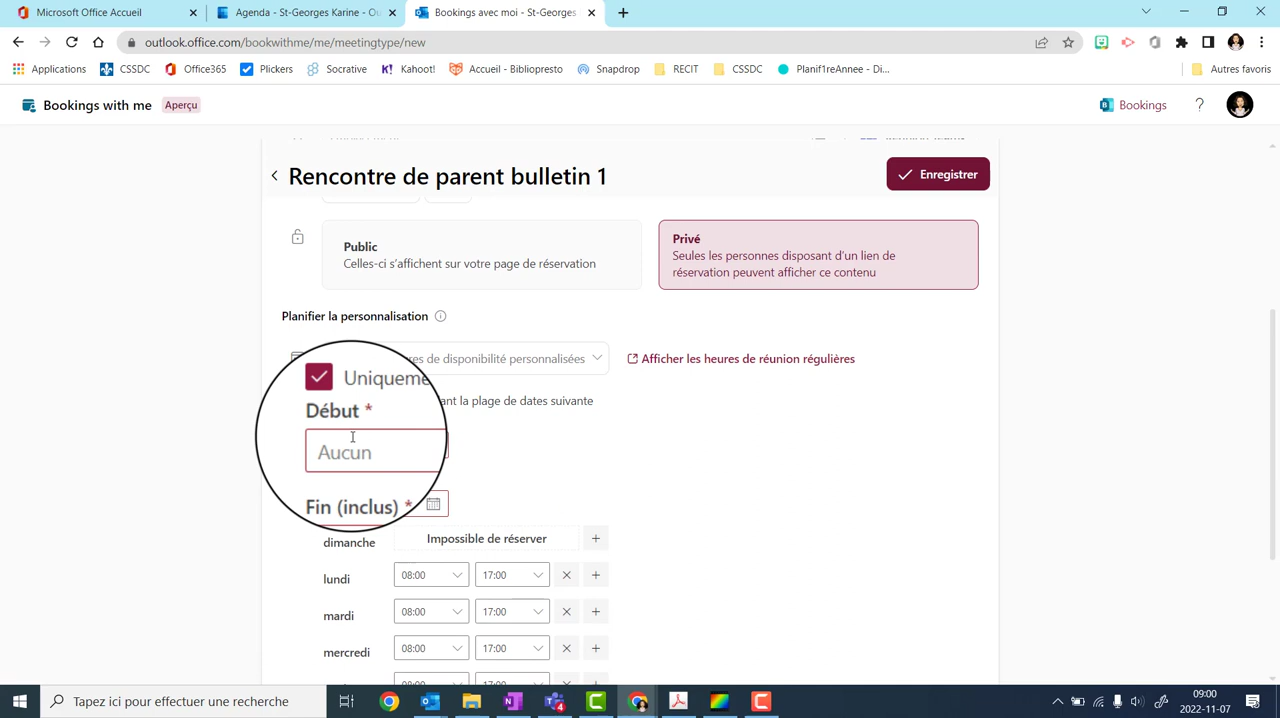 Microsoft Office Accueil
Agenda - St-Georges Karine - Ou
Bookings avec moi - St-Georges
outlook.office.com/bookwithme/me/meetingtype/new
Applications
CSSDC
Office365
Plickers
Socrative
Kahoot!
Accueil - Bibliopresto
Snapdrop
RECIT
CSSDC
Planif1reAnnee - Di...
Autres favoris
Bookings with me
Aperçu
Bookings
Rencontre de parent bulletin 1
Enregistrer
Public
Celles-ci s'affichent sur votre page de réservation
Privé
Seules les personnes disposant d'un lien de
réservation peuvent afficher ce contenu
Planifier la personnalisation
res de disponibilité personnalisées
Afficher les heures de réunion régulières
Uniqueme
ant la plage de dates suivante
Début *
Aucun
Fin (inclus) *
dimanche
Impossible de réserver
lundi
08:00
17:00
mardi
08:00
17:00
mercredi
08:00
17:00
Tapez ici pour effectuer une recherche
09:00
2022-11-07